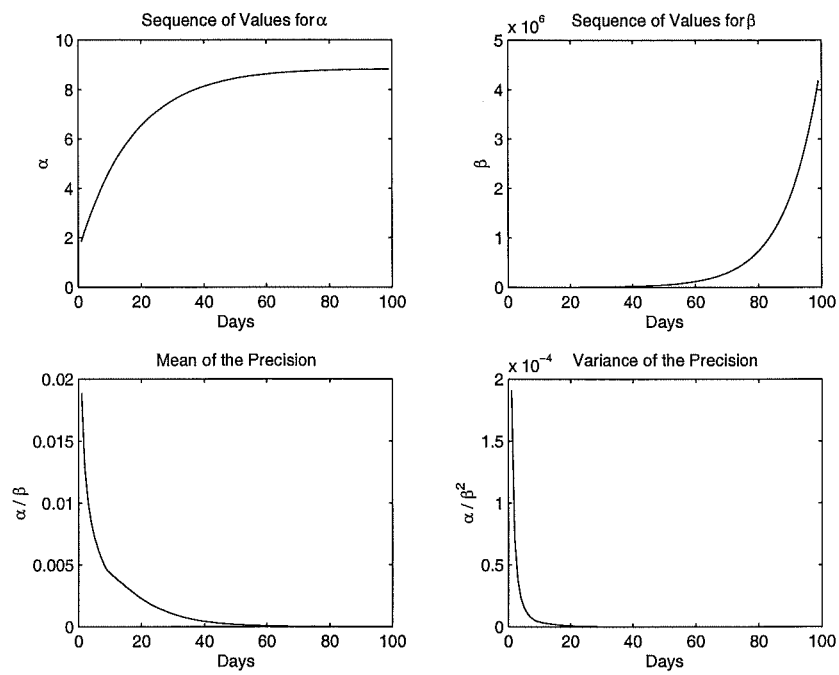 Sequence of Values for α
10
8
6
4
2
0
α
0 20 40 60 80 100
Days
Sequence of Values for β
x 10⁶
5
4
3
2
1
0
β
0 20 40 60 80 100
Days
Mean of the Precision
0.02
0.015
0.01
0.005
0
α / β
0 20 40 60 80 100
Days
Variance of the Precision
x 10⁻⁴
2
1.5
1
0.5
0
α / β²
0 20 40 60 80 100
Days